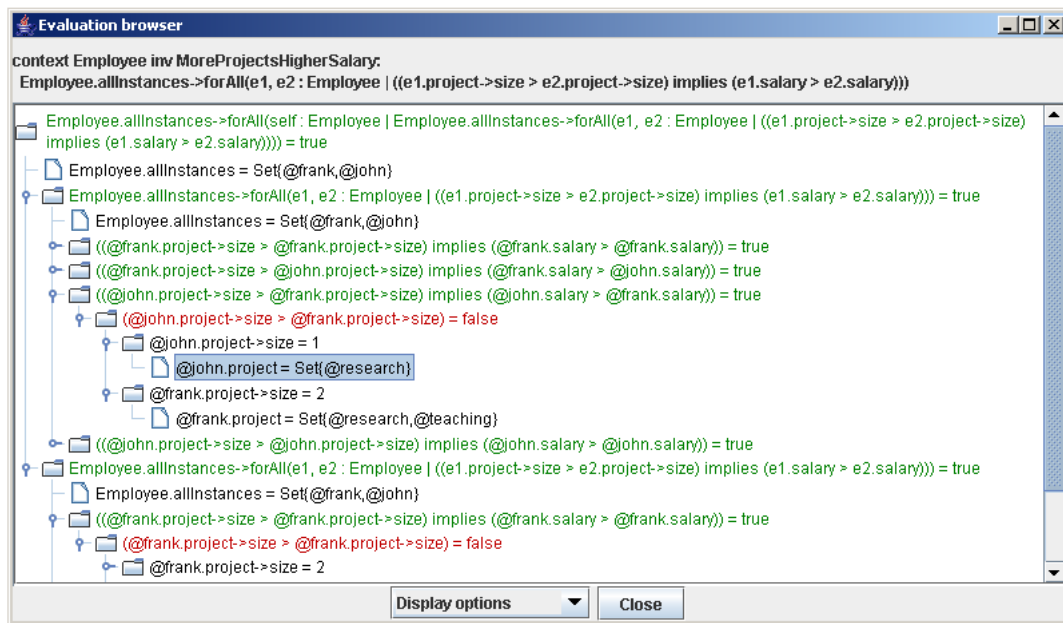 Evaluation browser
context Employee inv MoreProjectsHigherSalary:
Employee.allInstances->forAll(e1, e2 : Employee | ((e1.project->size > e2.project->size) implies (e1.salary > e2.salary)))
Employee.allInstances->forAll(self : Employee | Employee.allInstances->forAll(e1, e2 : Employee | ((e1.project->size > e2.project->size)
implies (e1.salary > e2.salary)))) = true
Employee.allInstances = Set{@frank,@john}
Employee.allInstances->forAll(e1, e2 : Employee | ((e1.project->size > e2.project->size) implies (e1.salary > e2.salary))) = true
Employee.allInstances = Set{@frank,@john}
((@frank.project->size > @frank.project->size) implies (@frank.salary > @frank.salary)) = true
((@frank.project->size > @john.project->size) implies (@frank.salary > @john.salary)) = true
((@john.project->size > @frank.project->size) implies (@john.salary > @frank.salary)) = true
(@john.project->size > @frank.project->size) = false
@john.project->size = 1
@john.project = Set{@research}
@frank.project->size = 2
@frank.project = Set{@research,@teaching}
((@john.project->size > @john.project->size) implies (@john.salary > @john.salary)) = true
Employee.allInstances->forAll(e1, e2 : Employee | ((e1.project->size > e2.project->size) implies (e1.salary > e2.salary))) = true
Employee.allInstances = Set{@frank,@john}
((@frank.project->size > @frank.project->size) implies (@frank.salary > @frank.salary)) = true
(@frank.project->size > @frank.project->size) = false
@frank.project->size = 2
Display options
Close